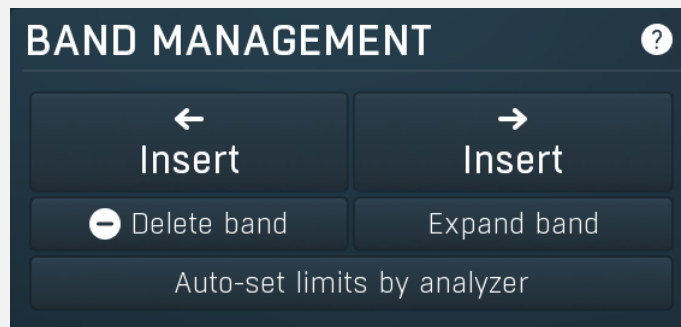 BAND MANAGEMENT ?
← →
Insert Insert
Delete band Expand band
Auto-set limits by analyzer